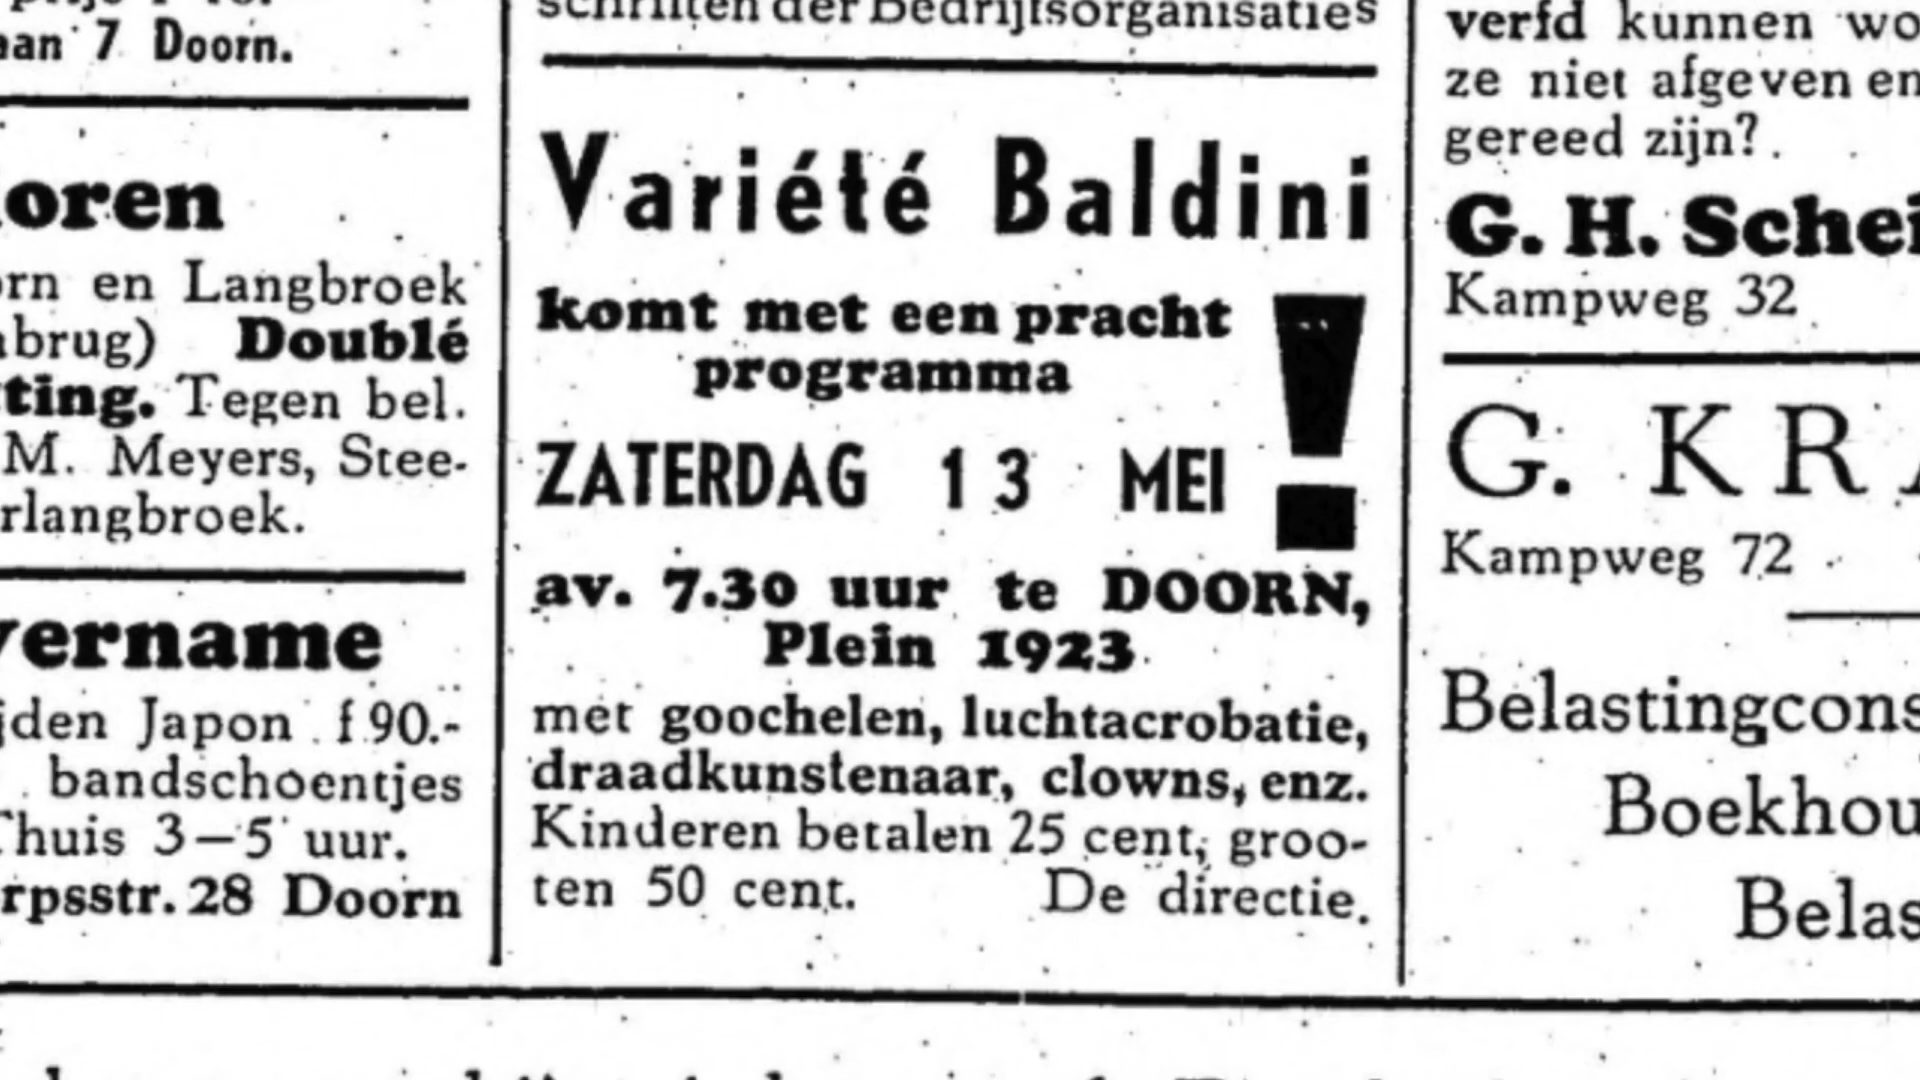 aan 7 Doorn.
oren
rn en Langbroek
brug) Doublé
ting. Tegen bel.
M. Meyers, Stee-
rlangbroek.
vername
jden Japon f 90.-
bandschoentjes
Thuis 3-5 uur.
rpsstr. 28 Doorn
schriften der Bedrijfsorganisaties
Variété Baldini
komt met een pracht
programma
ZATERDAG 13 MEI !
av. 7.30 uur te DOORN,
Plein 1923
met goochelen, luchtacrobatie,
draadkunstenaar, clowns, enz.
Kinderen betalen 25 cent, groo-
ten 50 cent. De directie.
verfd kunnen wo
ze niet afgeven en
gereed zijn?
G. H. Schei
Kampweg 32
G. KRA
Kampweg 72
Belastingcons
Boekhou
Belas